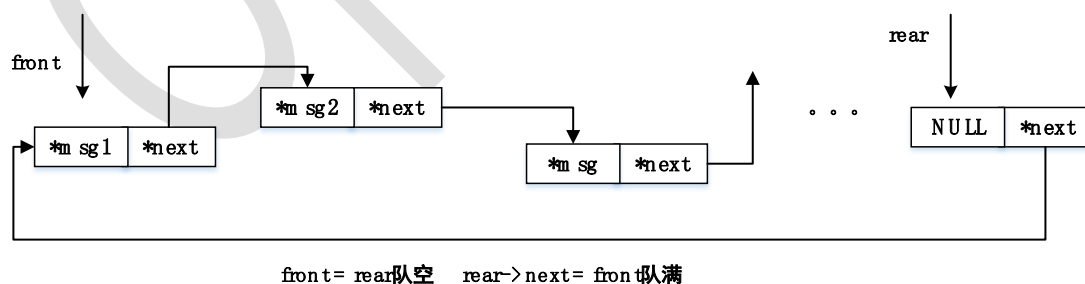 rear
front
*msg2 *next
NULL *next
*msg1 *next
*msg *next
。。。
front=rear队空 rear->next=front队满